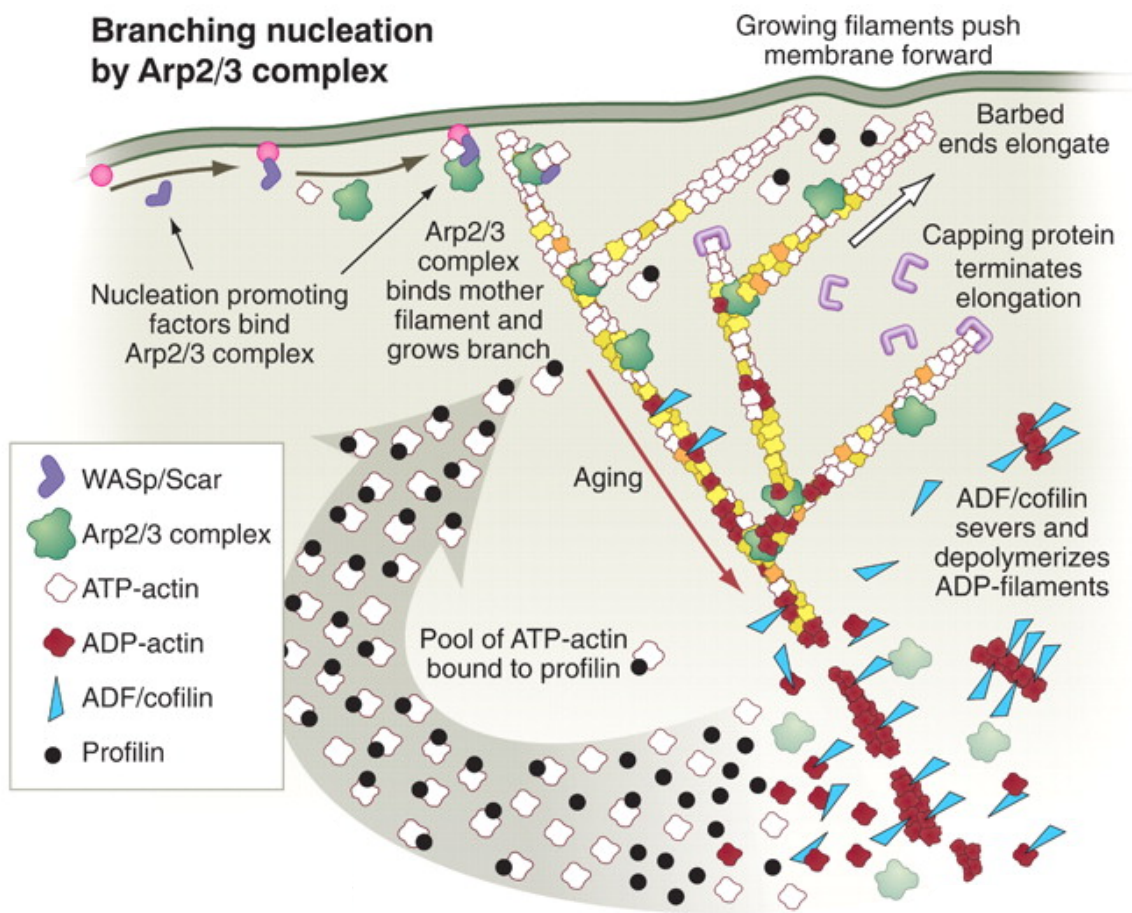 Branching nucleation
by Arp2/3 complex
Growing filaments push
membrane forward
Barbed
ends elongate
Arp2/3
complex
binds mother
filament and
grows branch
Capping protein
terminates
elongation
Nucleation promoting
factors bind
Arp2/3 complex
Aging
ADF/cofilin
severs and
depolymerizes
ADP-filaments
Pool of ATP-actin
bound to profilin
WASp/Scar
Arp2/3 complex
ATP-actin
ADP-actin
ADF/cofilin
Profilin